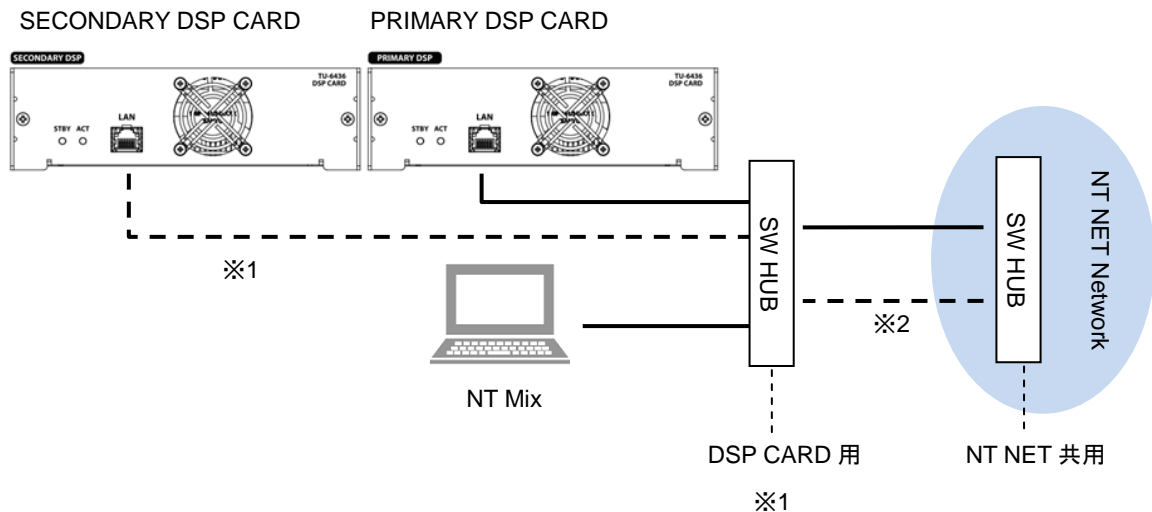 SECONDARY DSP CARD
PRIMARY DSP CARD
SECONDARY DSP
TU-6436
DSP CARD
LAN
STBY ACT
PRIMARY DSP
TU-6436
DSP CARD
LAN
STBY ACT
SW HUB
SW HUB
NT NET Network
※1
※2
NT Mix
DSP CARD 用
NT NET 共用
※1